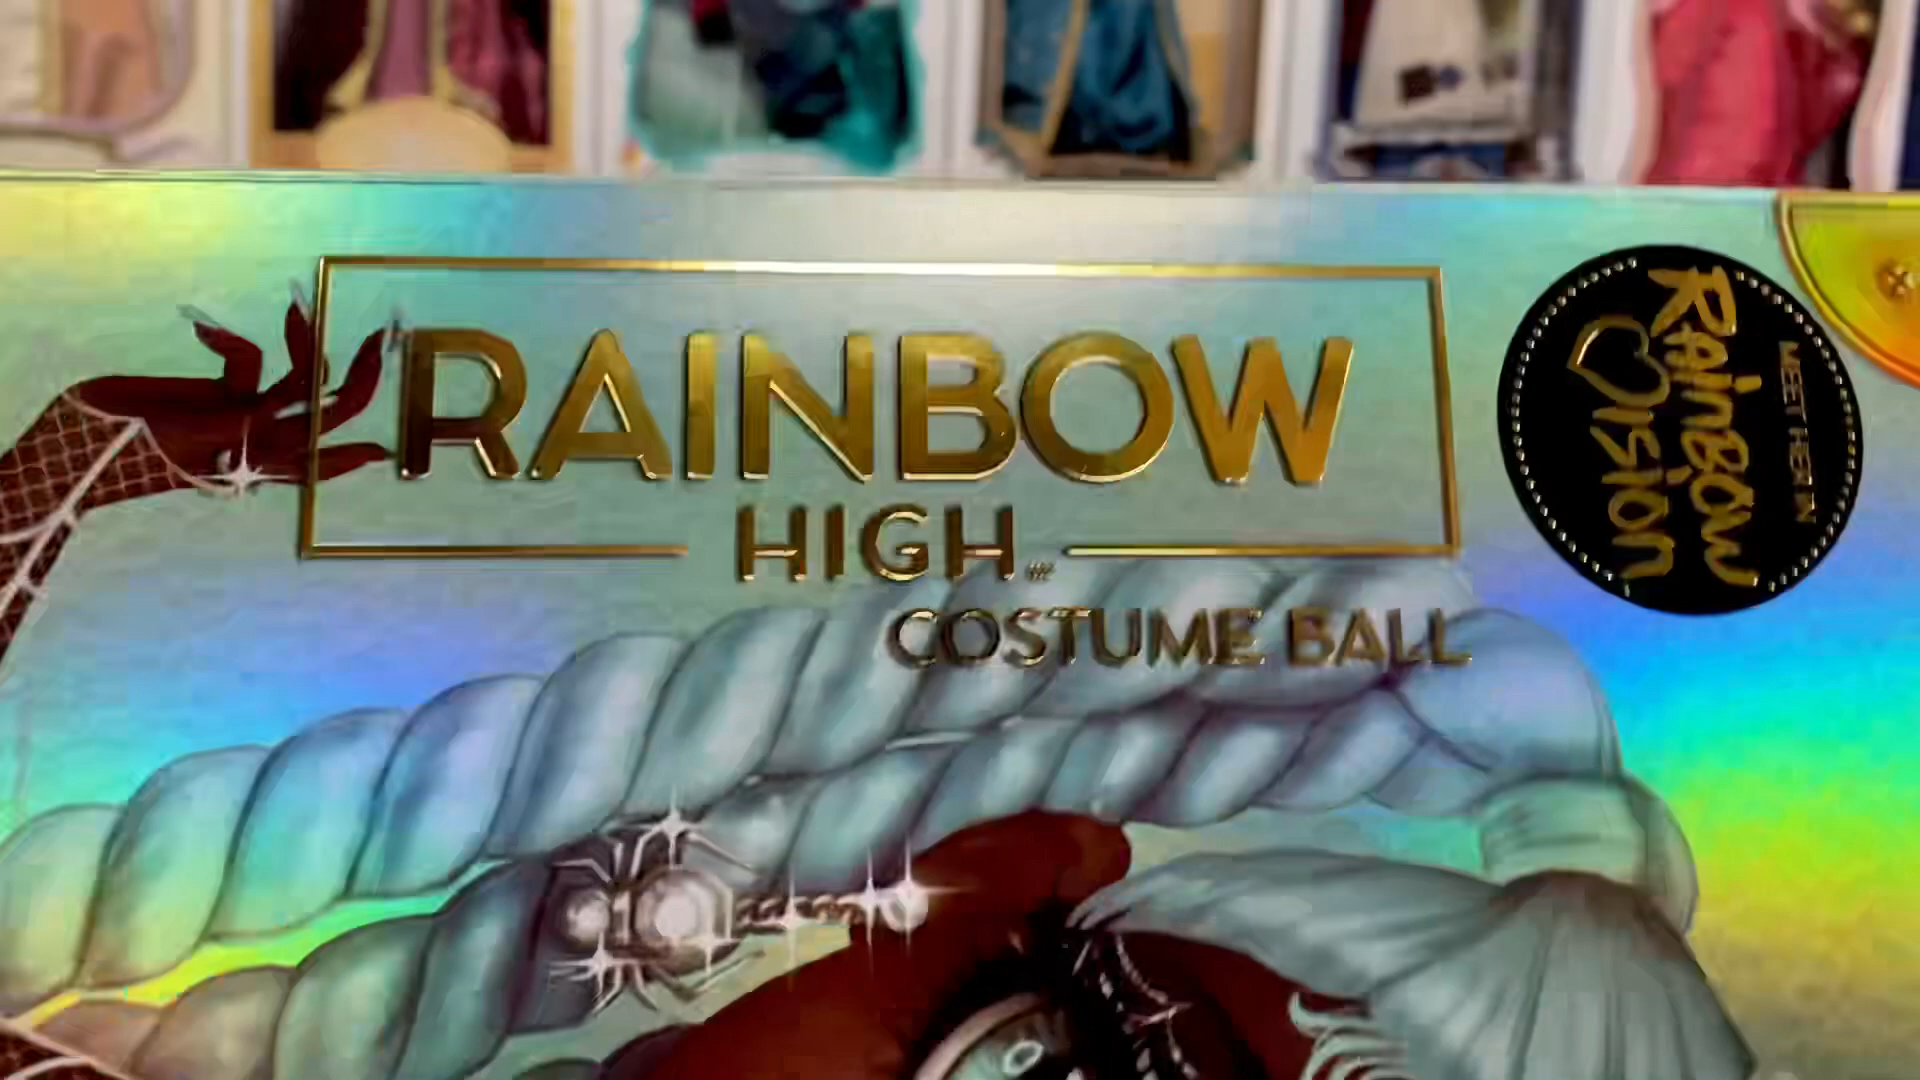 RAINBOW
HIGH
COSTUME BALL
MEET HER IN
RAiNBOW
ViSiON